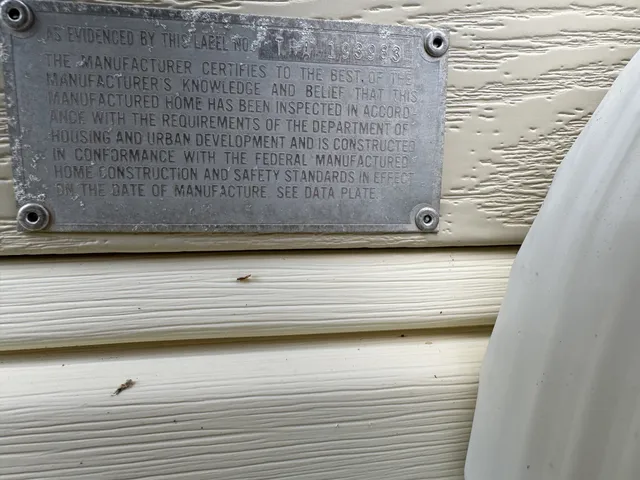 AS EVIDENCED BY THIS LABEL NO.
THE MANUFACTURER CERTIFIES TO THE BEST OF THE
MANUFACTURER'S KNOWLEDGE AND BELIEF THAT THIS
MANUFACTURED HOME HAS BEEN INSPECTED IN ACCORD-
ANCE WITH THE REQUIREMENTS OF THE DEPARTMENT OF
HOUSING AND URBAN DEVELOPMENT AND IS CONSTRUCTED
IN CONFORMANCE WITH THE FEDERAL MANUFACTURED
HOME CONSTRUCTION AND SAFETY STANDARDS IN EFFECT
ON THE DATE OF MANUFACTURE. SEE DATA PLATE.